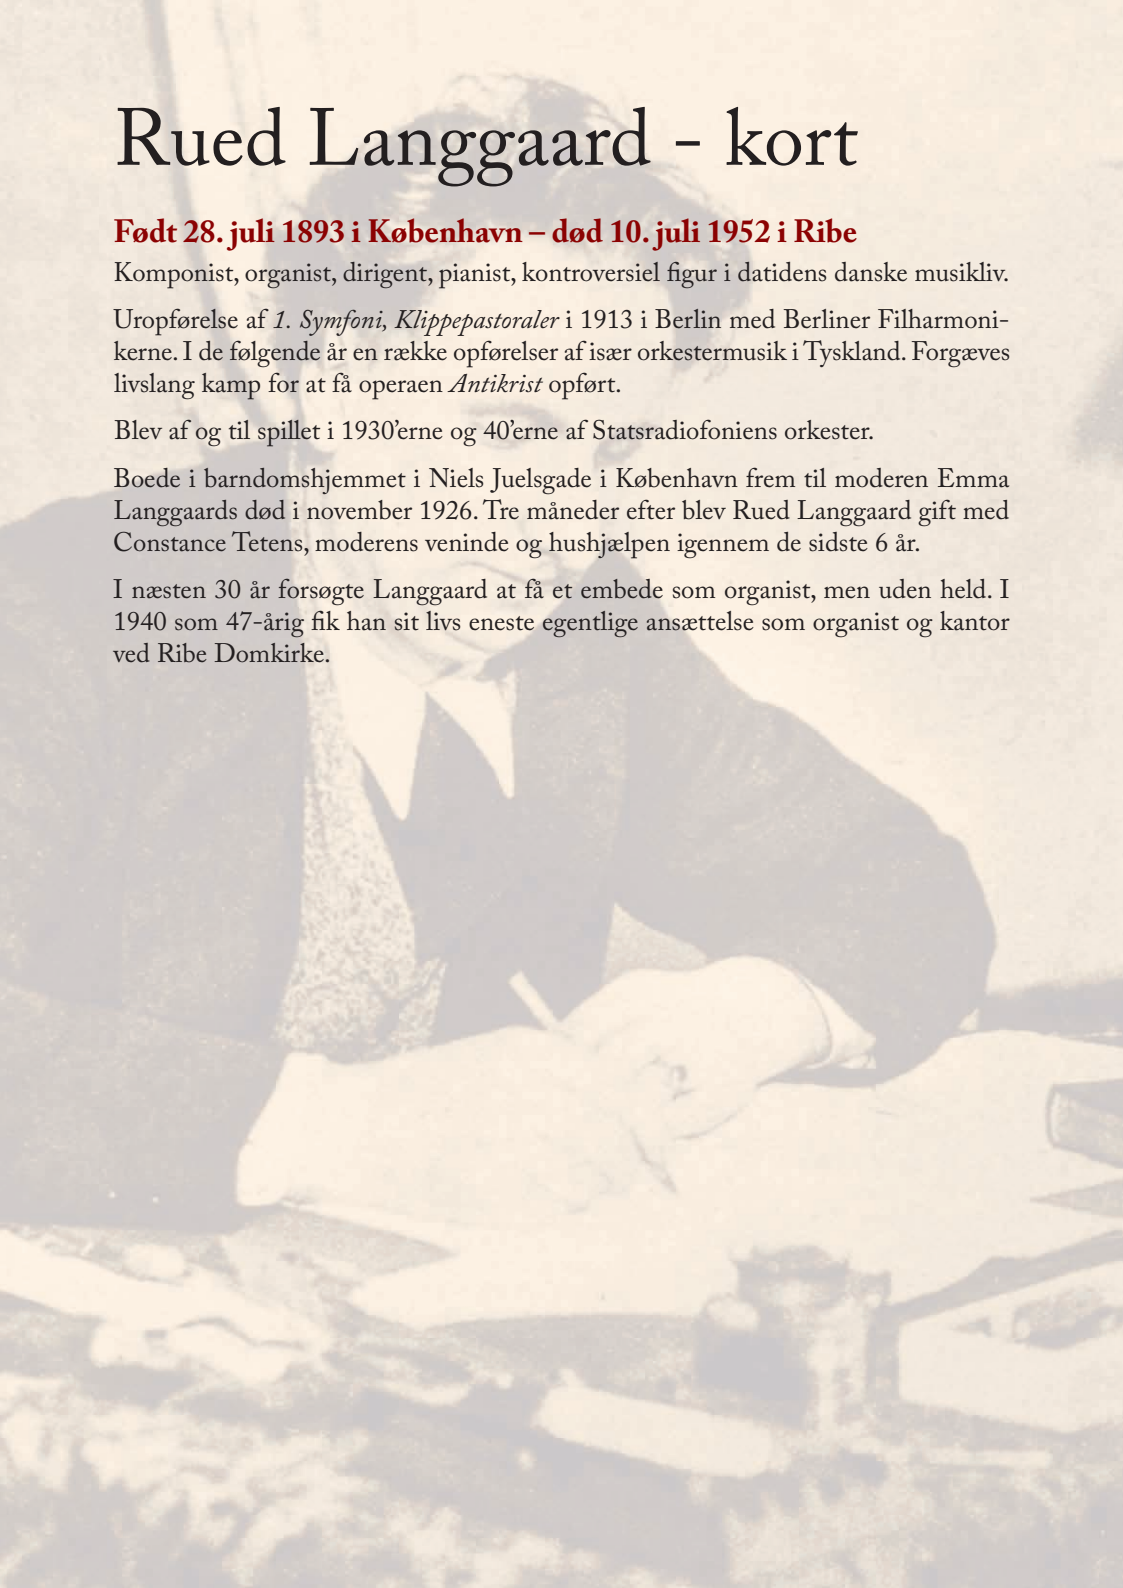 Rued Langgaard - kort
Født 28. juli 1893 i København – død 10. juli 1952 i Ribe
Komponist, organist, dirigent, pianist, kontroversiel figur i datidens danske musikliv.
Uropførelse af 1. Symfoni, Klippepastoraler i 1913 i Berlin med Berliner Filharmoni-
kerne. I de følgende år en række opførelser af især orkestermusik i Tyskland. Forgæves
livslang kamp for at få operaen Antikrist opført.
Blev af og til spillet i 1930’erne og 40’erne af Statsradiofoniens orkester.
Boede i barndomshjemmet i Niels Juelsgade i København frem til moderen Emma
Langgaards død i november 1926. Tre måneder efter blev Rued Langgaard gift med
Constance Tetens, moderens veninde og hushjælpen igennem de sidste 6 år.
I næsten 30 år forsøgte Langgaard at få et embede som organist, men uden held. I
1940 som 47-årig fik han sit livs eneste egentlige ansættelse som organist og kantor
ved Ribe Domkirke.